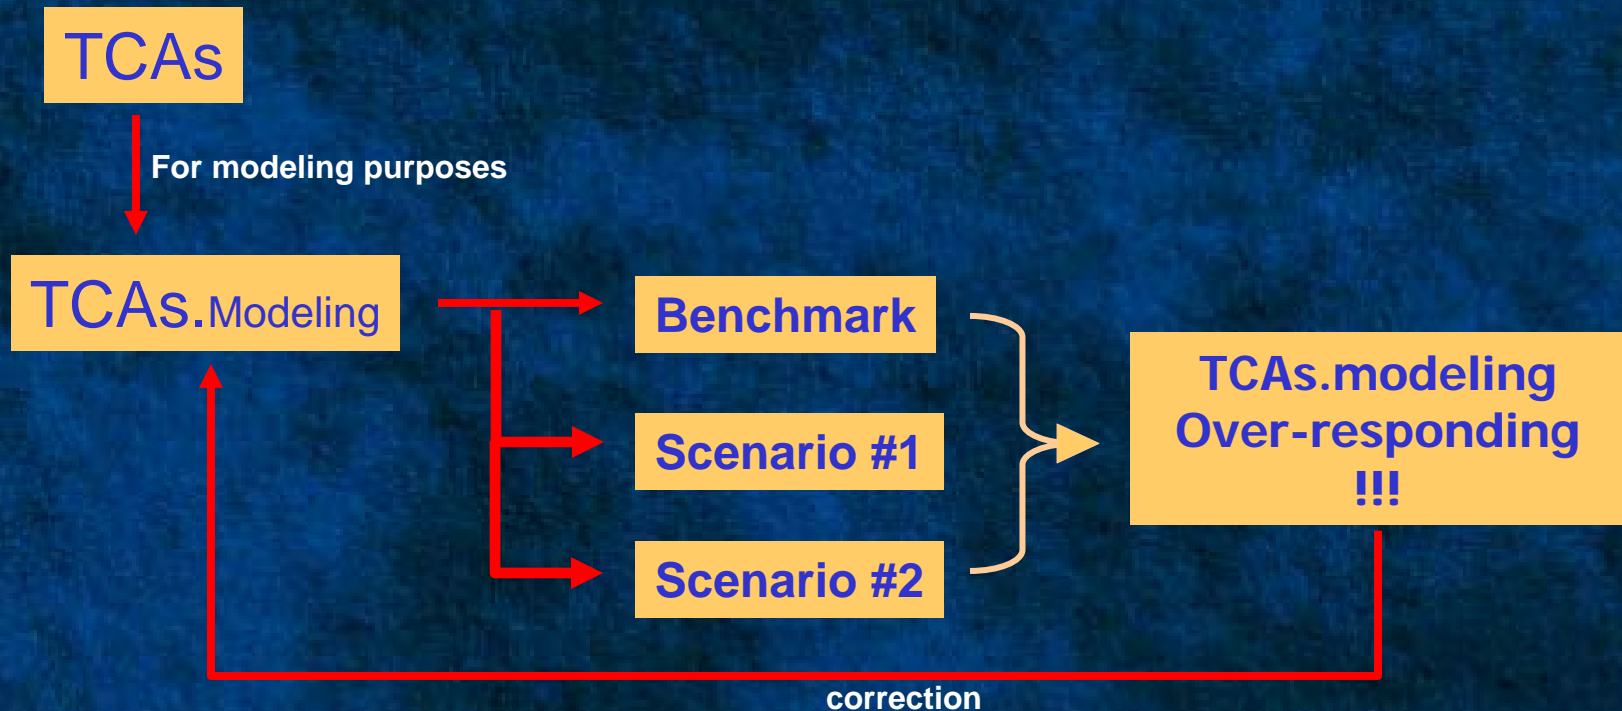 TCAs
For modeling purposes
TCAs.Modeling
Benchmark
Scenario #1
Scenario #2
TCAs.modeling
Over-responding
!!!
correction